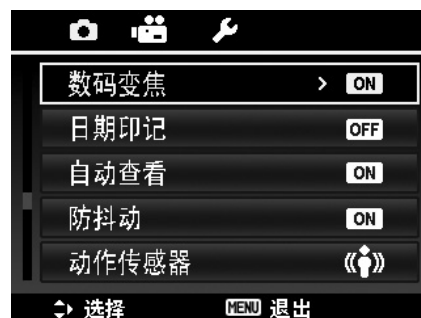 数码变焦 > ON
日期印记 OFF
自动查看 ON
防抖动 ON
动作传感器
选择 MENU 退出